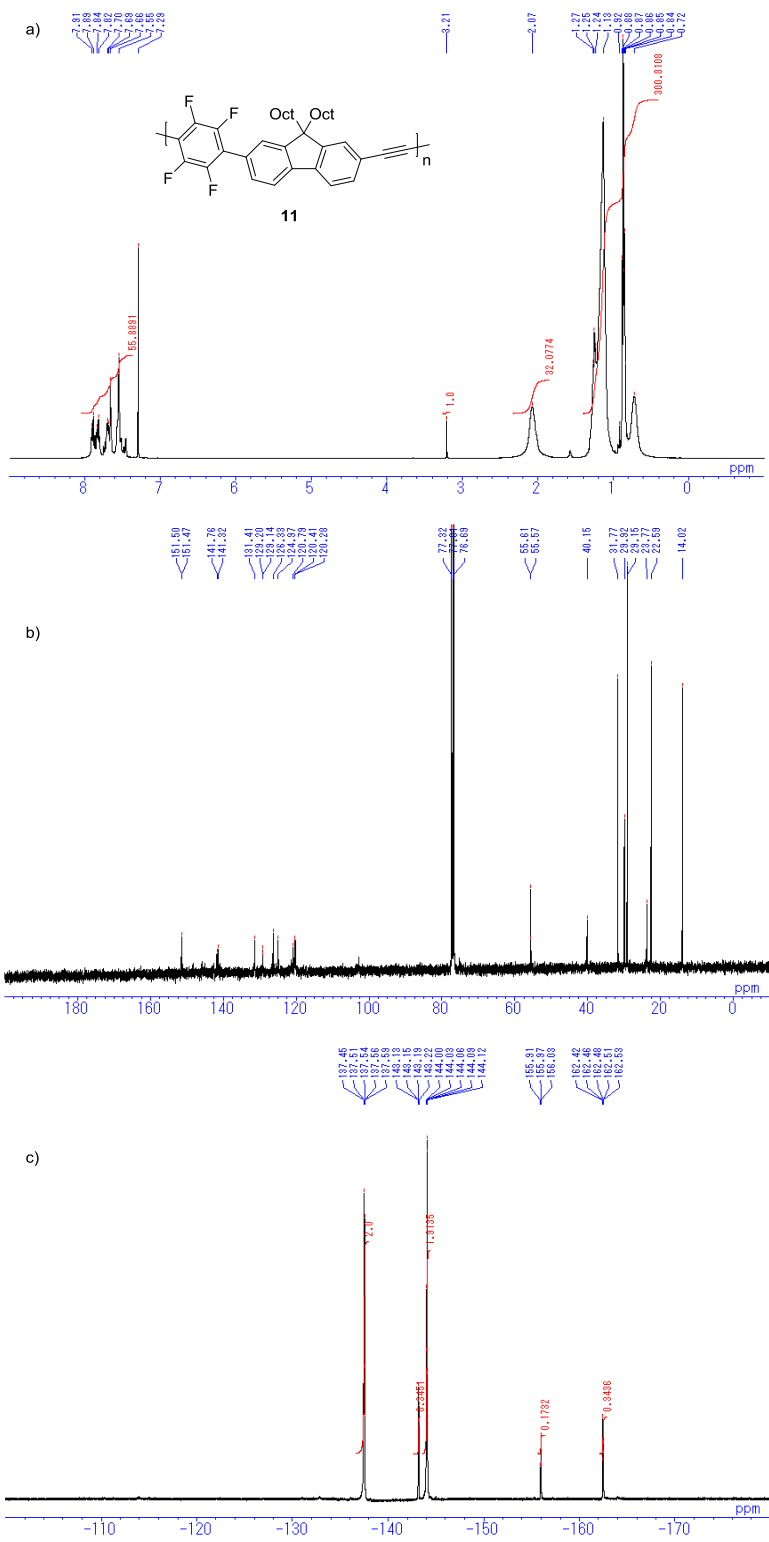 a)
7.91 7.89 7.84 7.82 7.70 7.69 7.66 7.55 7.29 3.21 2.07 1.27 1.25 1.24 1.13 0.92 0.88 0.87 0.86 0.85 0.84 0.72
F F Oct Oct
F F n
11
55.8891 1.0 32.0774 300.8108
ppm
8 7 6 5 4 3 2 1 0
151.50 151.47 141.76 141.32 131.41 129.20 129.14 126.33 124.97 120.79 120.41 120.28 77.32 77.01 76.69 55.61 55.57 40.15 31.77 29.92 29.15 23.77 22.59 14.02
b)
ppm
180 160 140 120 100 80 60 40 20 0
137.45 137.51 137.54 137.56 137.59 143.13 143.15 143.19 143.22 144.00 144.03 144.06 144.09 144.12 155.91 155.97 156.03 162.42 162.46 162.48 162.51 162.53
c)
2.0 0.3451 1.9135 0.1732 0.3436
ppm
-110 -120 -130 -140 -150 -160 -170